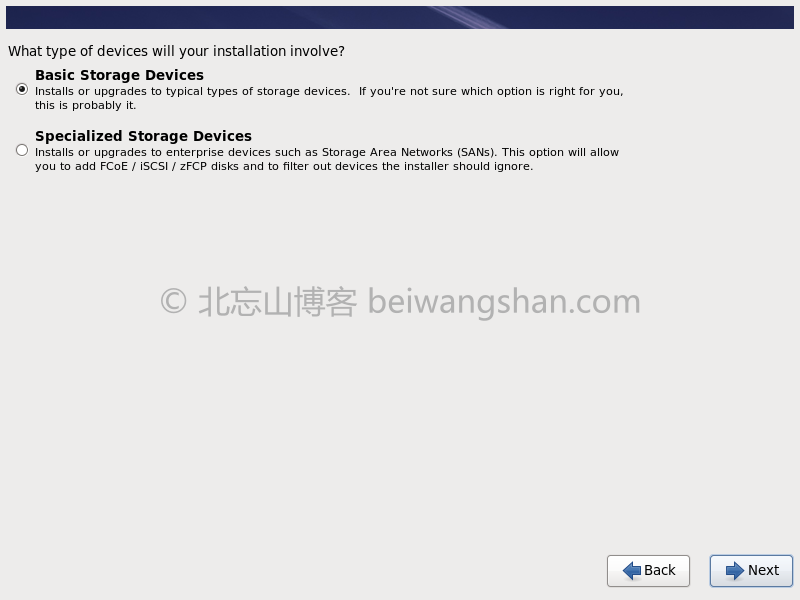 What type of devices will your installation involve?
Basic Storage Devices
Installs or upgrades to typical types of storage devices.  If you're not sure which option is right for you,
this is probably it.
Specialized Storage Devices
Installs or upgrades to enterprise devices such as Storage Area Networks (SANs). This option will allow
you to add FCoE / iSCSI / zFCP disks and to filter out devices the installer should ignore.
© 北忘山博客 beiwangshan.com
Back
Next